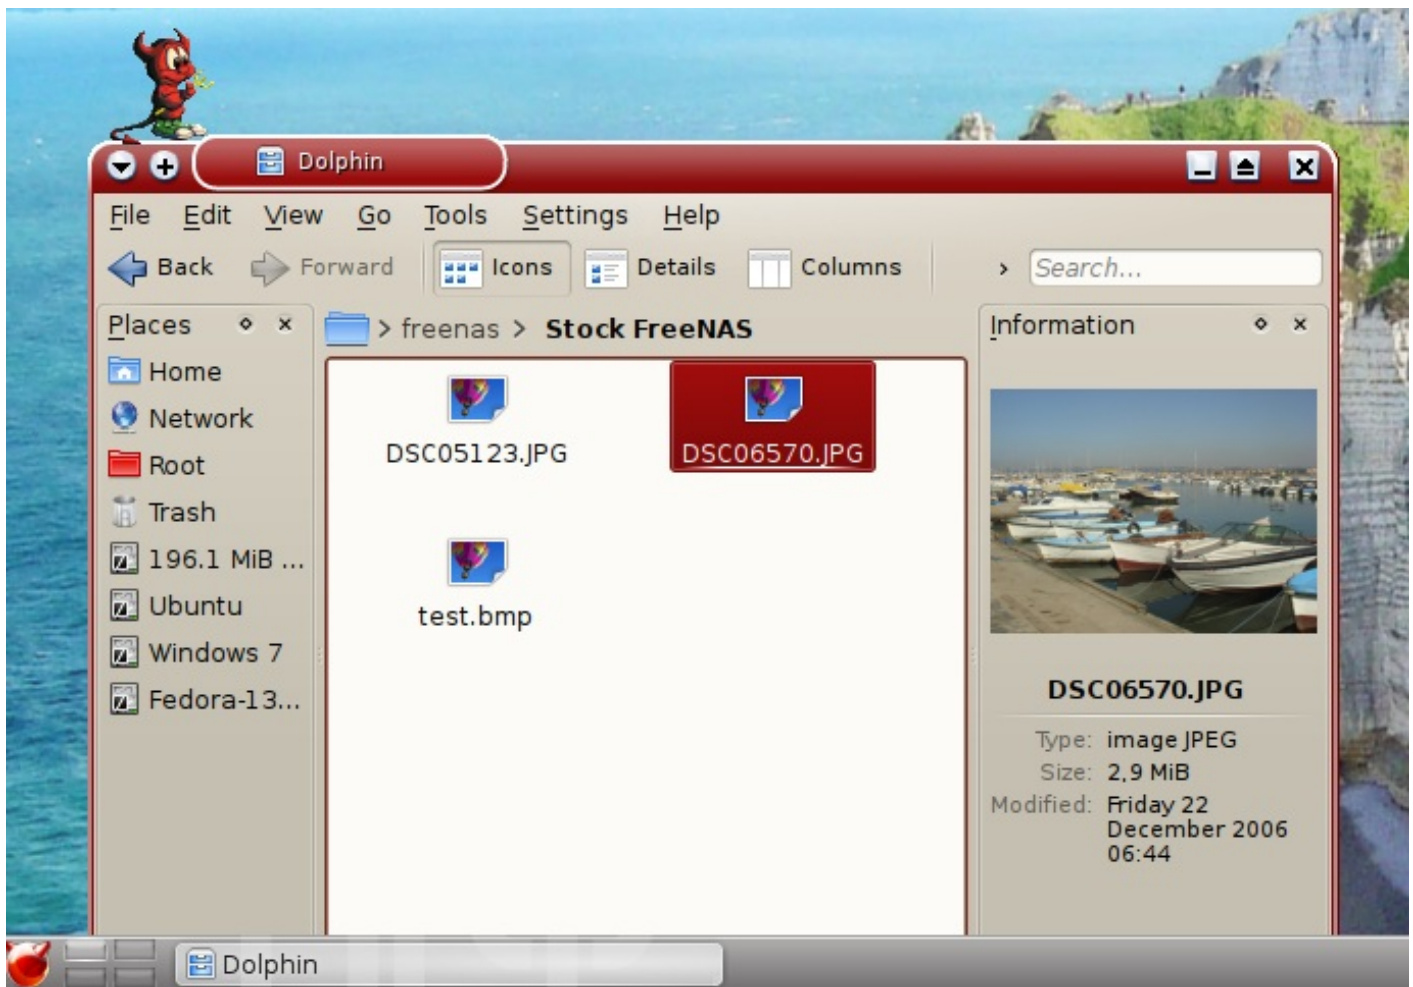 Dolphin
File Edit View Go Tools Settings Help
Back Forward Icons Details Columns › Search...
Places
Home
Network
Root
Trash
196.1 MiB ...
Ubuntu
Windows 7
Fedora-13...
> freenas > Stock FreeNAS
DSC05123.JPG DSC06570.JPG
test.bmp
Information
DSC06570.JPG
Type: image JPEG
Size: 2,9 MiB
Modified: Friday 22
December 2006
06:44
Dolphin